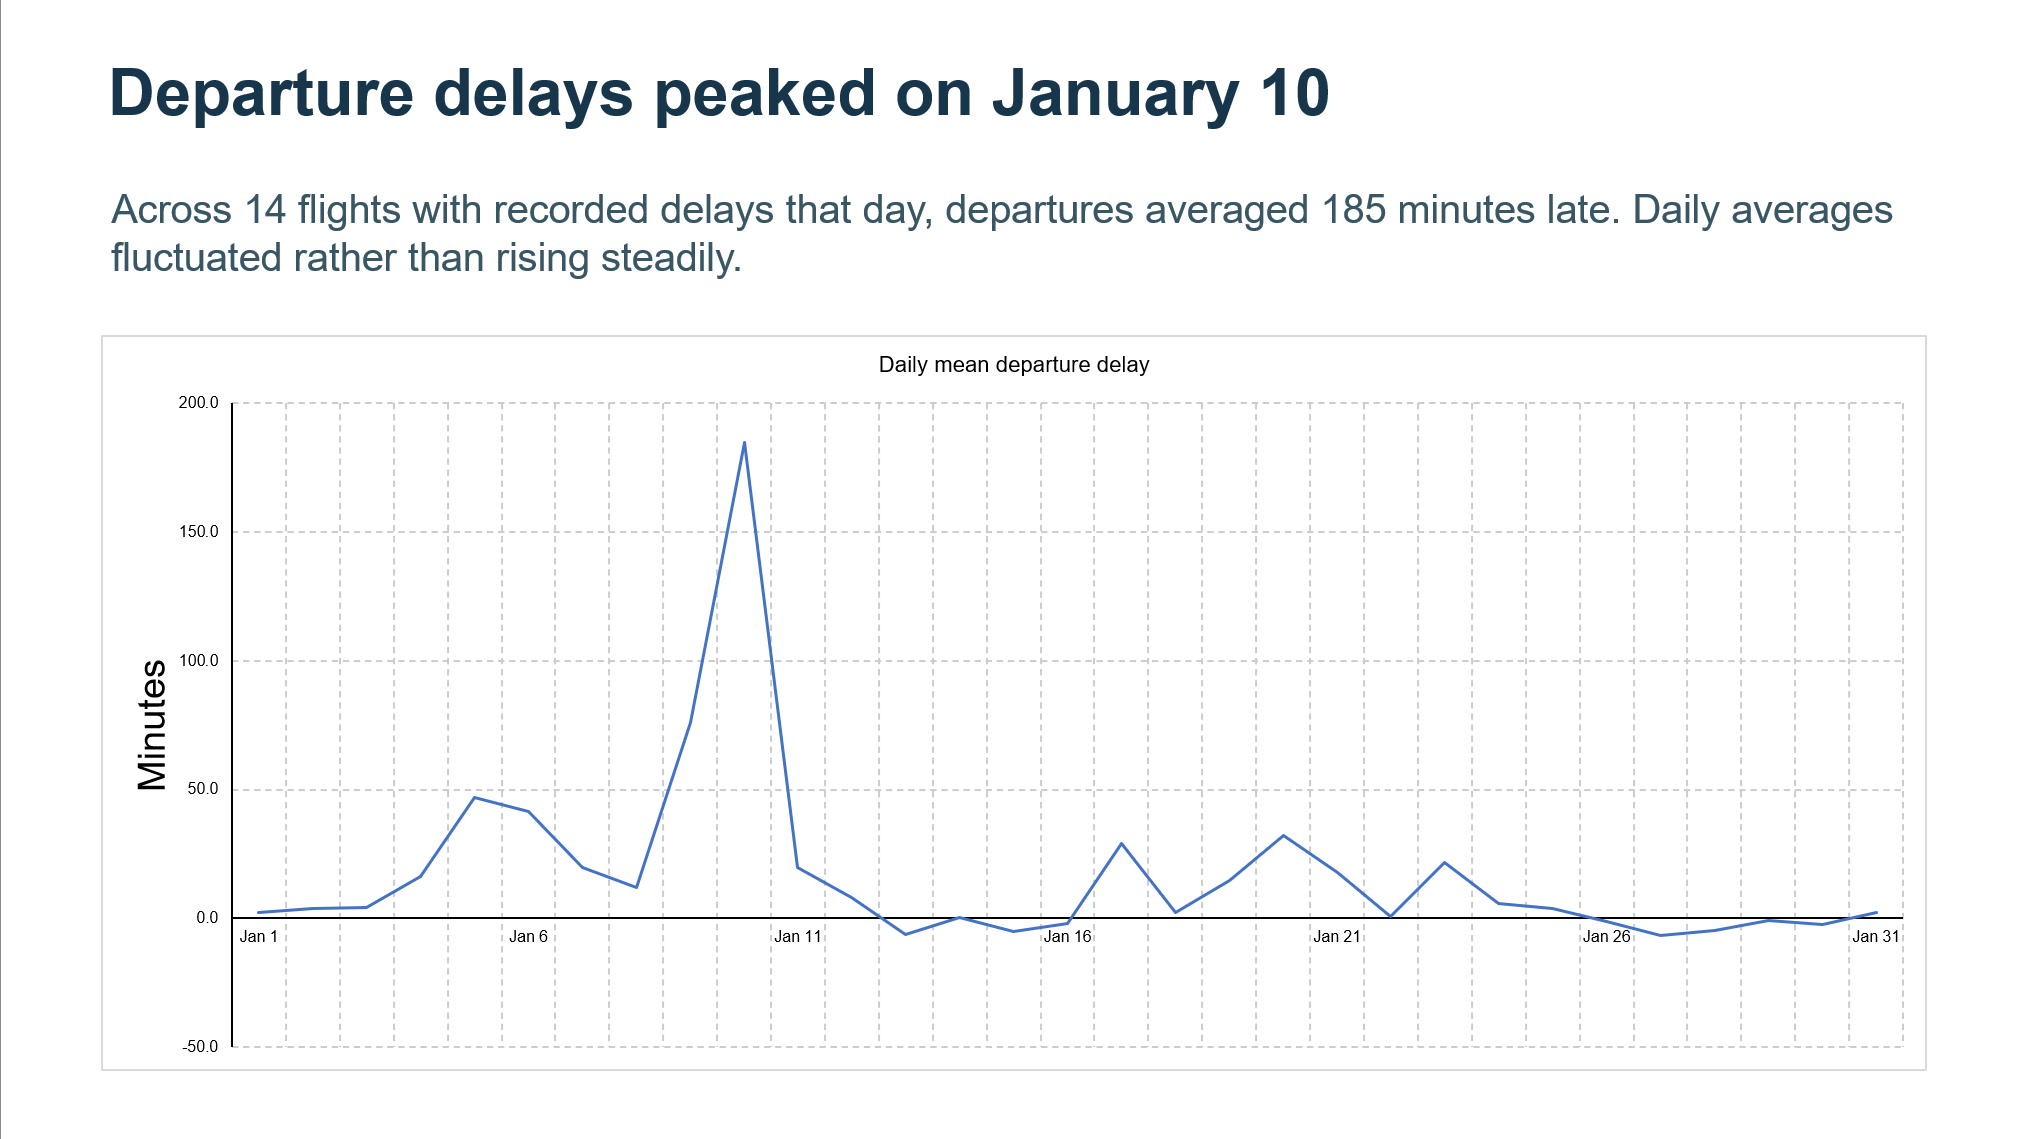 Departure delays peaked on January 10
Across 14 flights with recorded delays that day, departures averaged 185 minutes late. Daily averages
fluctuated rather than rising steadily.
Daily mean departure delay
200.0
150.0
100.0
50.0
0.0
-50.0
Minutes
Jan 1
Jan 6
Jan 11
Jan 16
Jan 21
Jan 26
Jan 31